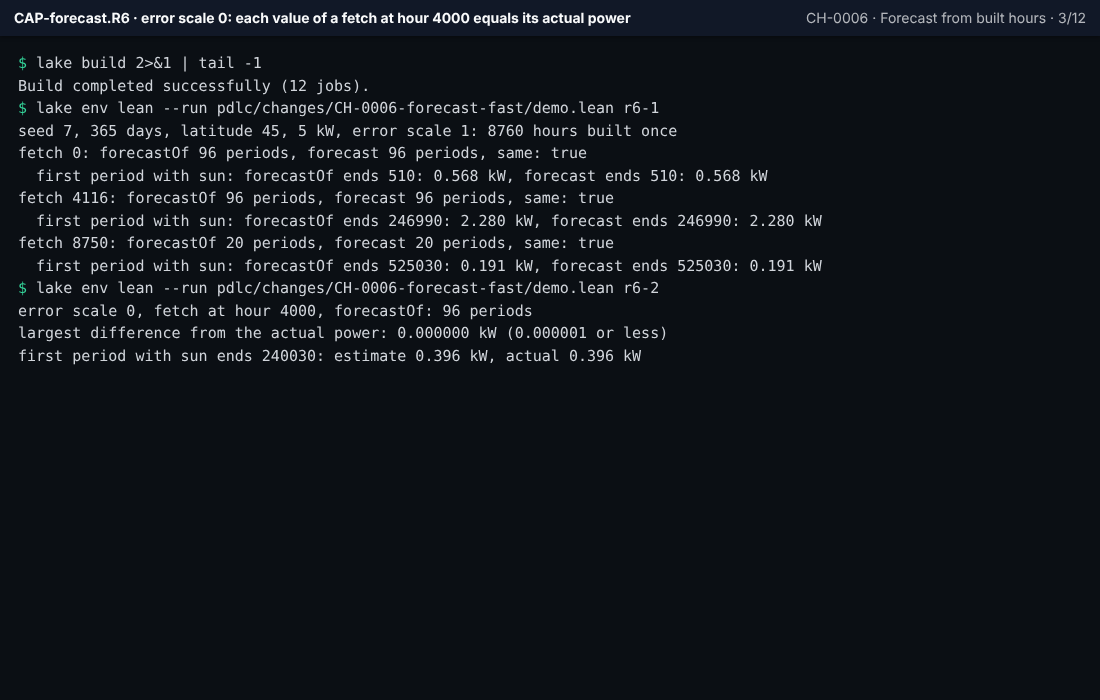 CAP-forecast.R6 · error scale 0: each value of a fetch at hour 4000 equals its actual power
CH-0006 · Forecast from built hours · 3/12
$ lake build 2>&1 | tail -1
Build completed successfully (12 jobs).
$ lake env lean --run pdlc/changes/CH-0006-forecast-fast/demo.lean r6-1
seed 7, 365 days, latitude 45, 5 kW, error scale 1: 8760 hours built once
fetch 0: forecastOf 96 periods, forecast 96 periods, same: true
  first period with sun: forecastOf ends 510: 0.568 kW, forecast ends 510: 0.568 kW
fetch 4116: forecastOf 96 periods, forecast 96 periods, same: true
  first period with sun: forecastOf ends 246990: 2.280 kW, forecast ends 246990: 2.280 kW
fetch 8750: forecastOf 20 periods, forecast 20 periods, same: true
  first period with sun: forecastOf ends 525030: 0.191 kW, forecast ends 525030: 0.191 kW
$ lake env lean --run pdlc/changes/CH-0006-forecast-fast/demo.lean r6-2
error scale 0, fetch at hour 4000, forecastOf: 96 periods
largest difference from the actual power: 0.000000 kW (0.000001 or less)
first period with sun ends 240030: estimate 0.396 kW, actual 0.396 kW